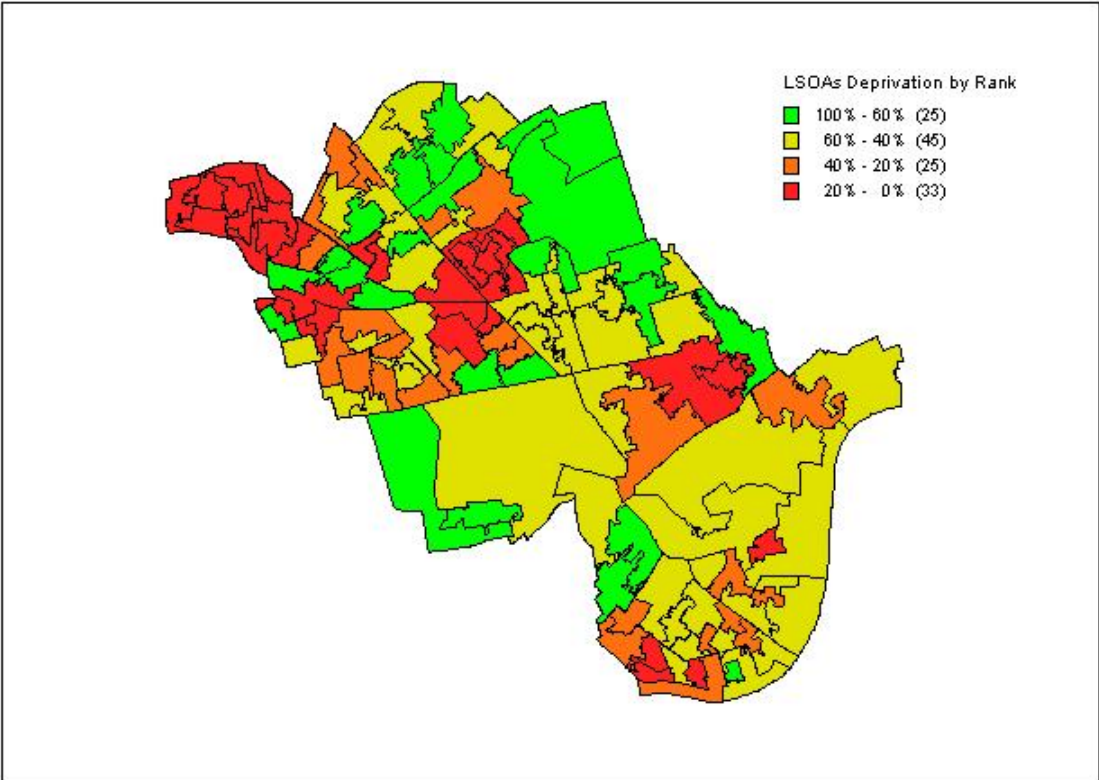 LSOAs Deprivation by Rank
100% - 60% (25)
60% - 40% (45)
40% - 20% (25)
20% - 0% (33)